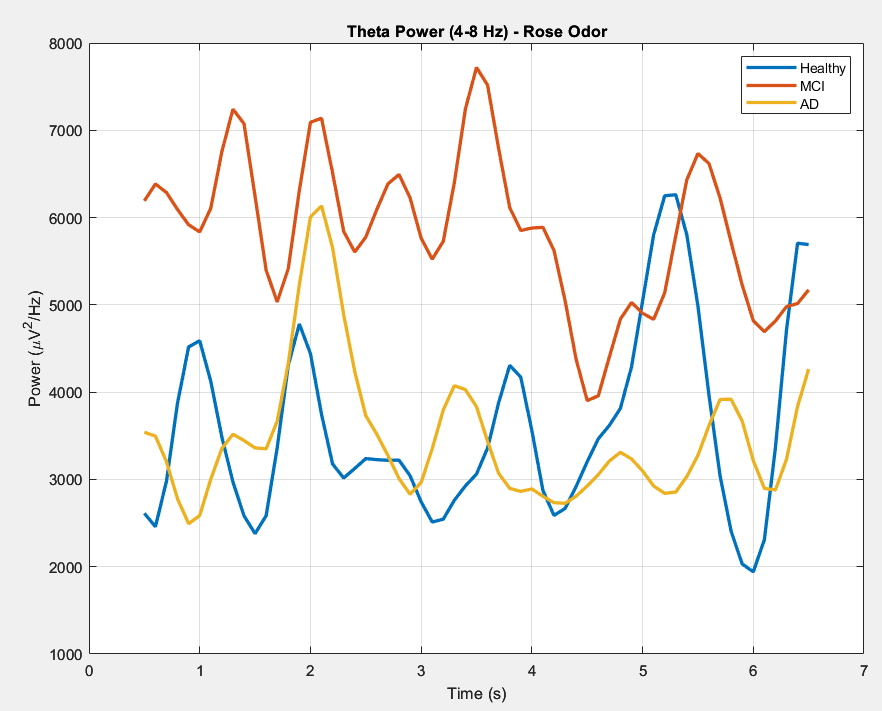 Theta Power (4-8 Hz) - Rose Odor
Healthy
MCI
AD
8000
7000
6000
5000
4000
3000
2000
1000
Power (μV²/Hz)
0 1 2 3 4 5 6 7
Time (s)